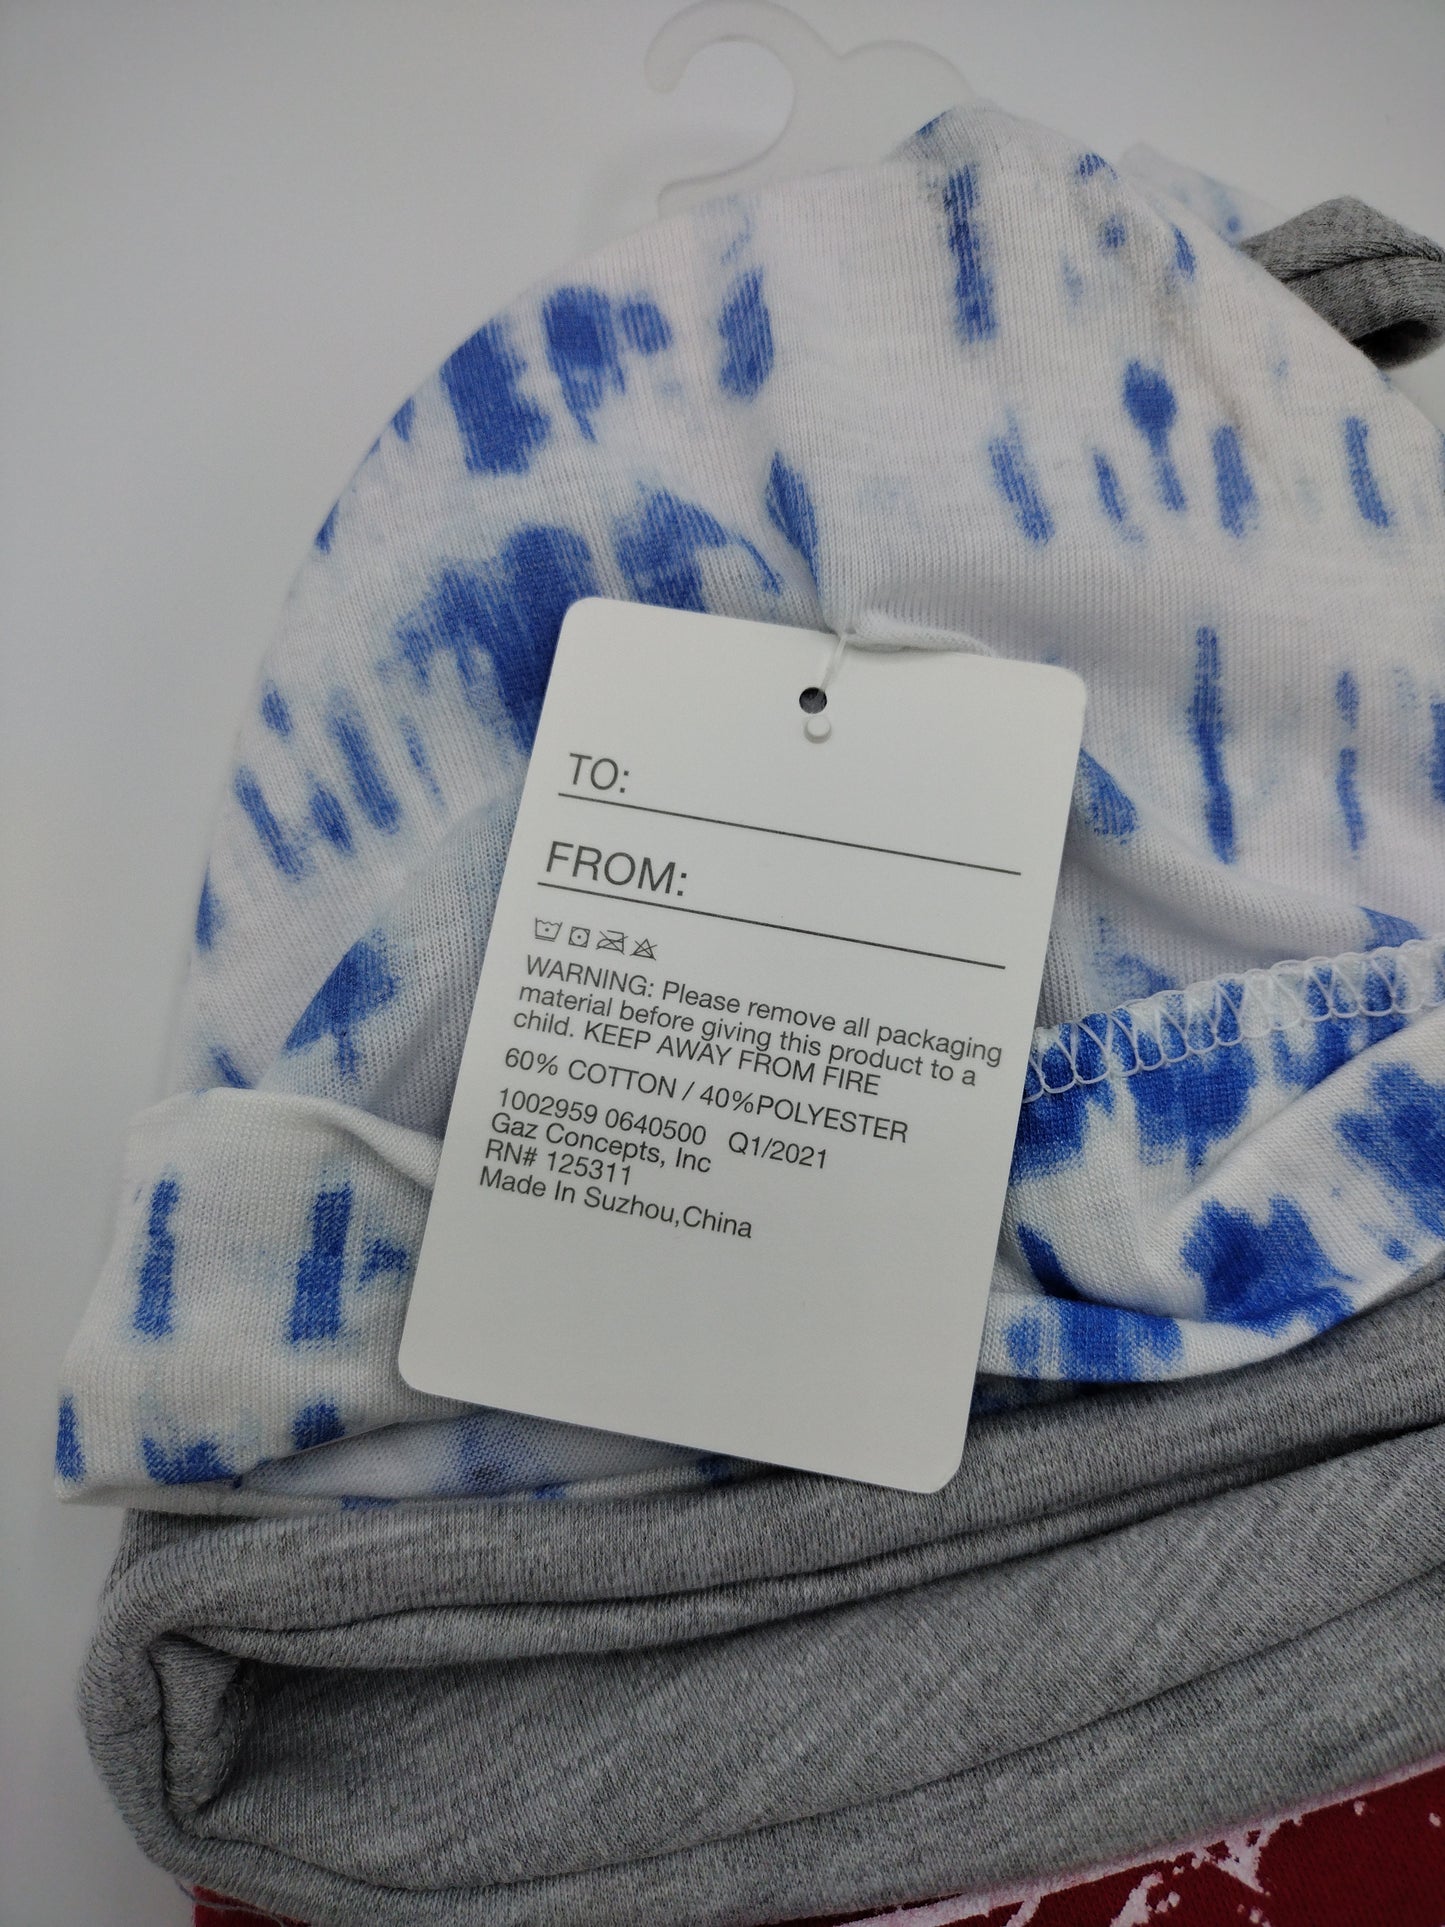 TO:
FROM:
WARNING: Please remove all packaging
material before giving this product to a
child. KEEP AWAY FROM FIRE
60% COTTON / 40%POLYESTER
1002959 0640500 Q1/2021
Gaz Concepts, Inc
RN# 125311
Made In Suzhou,China